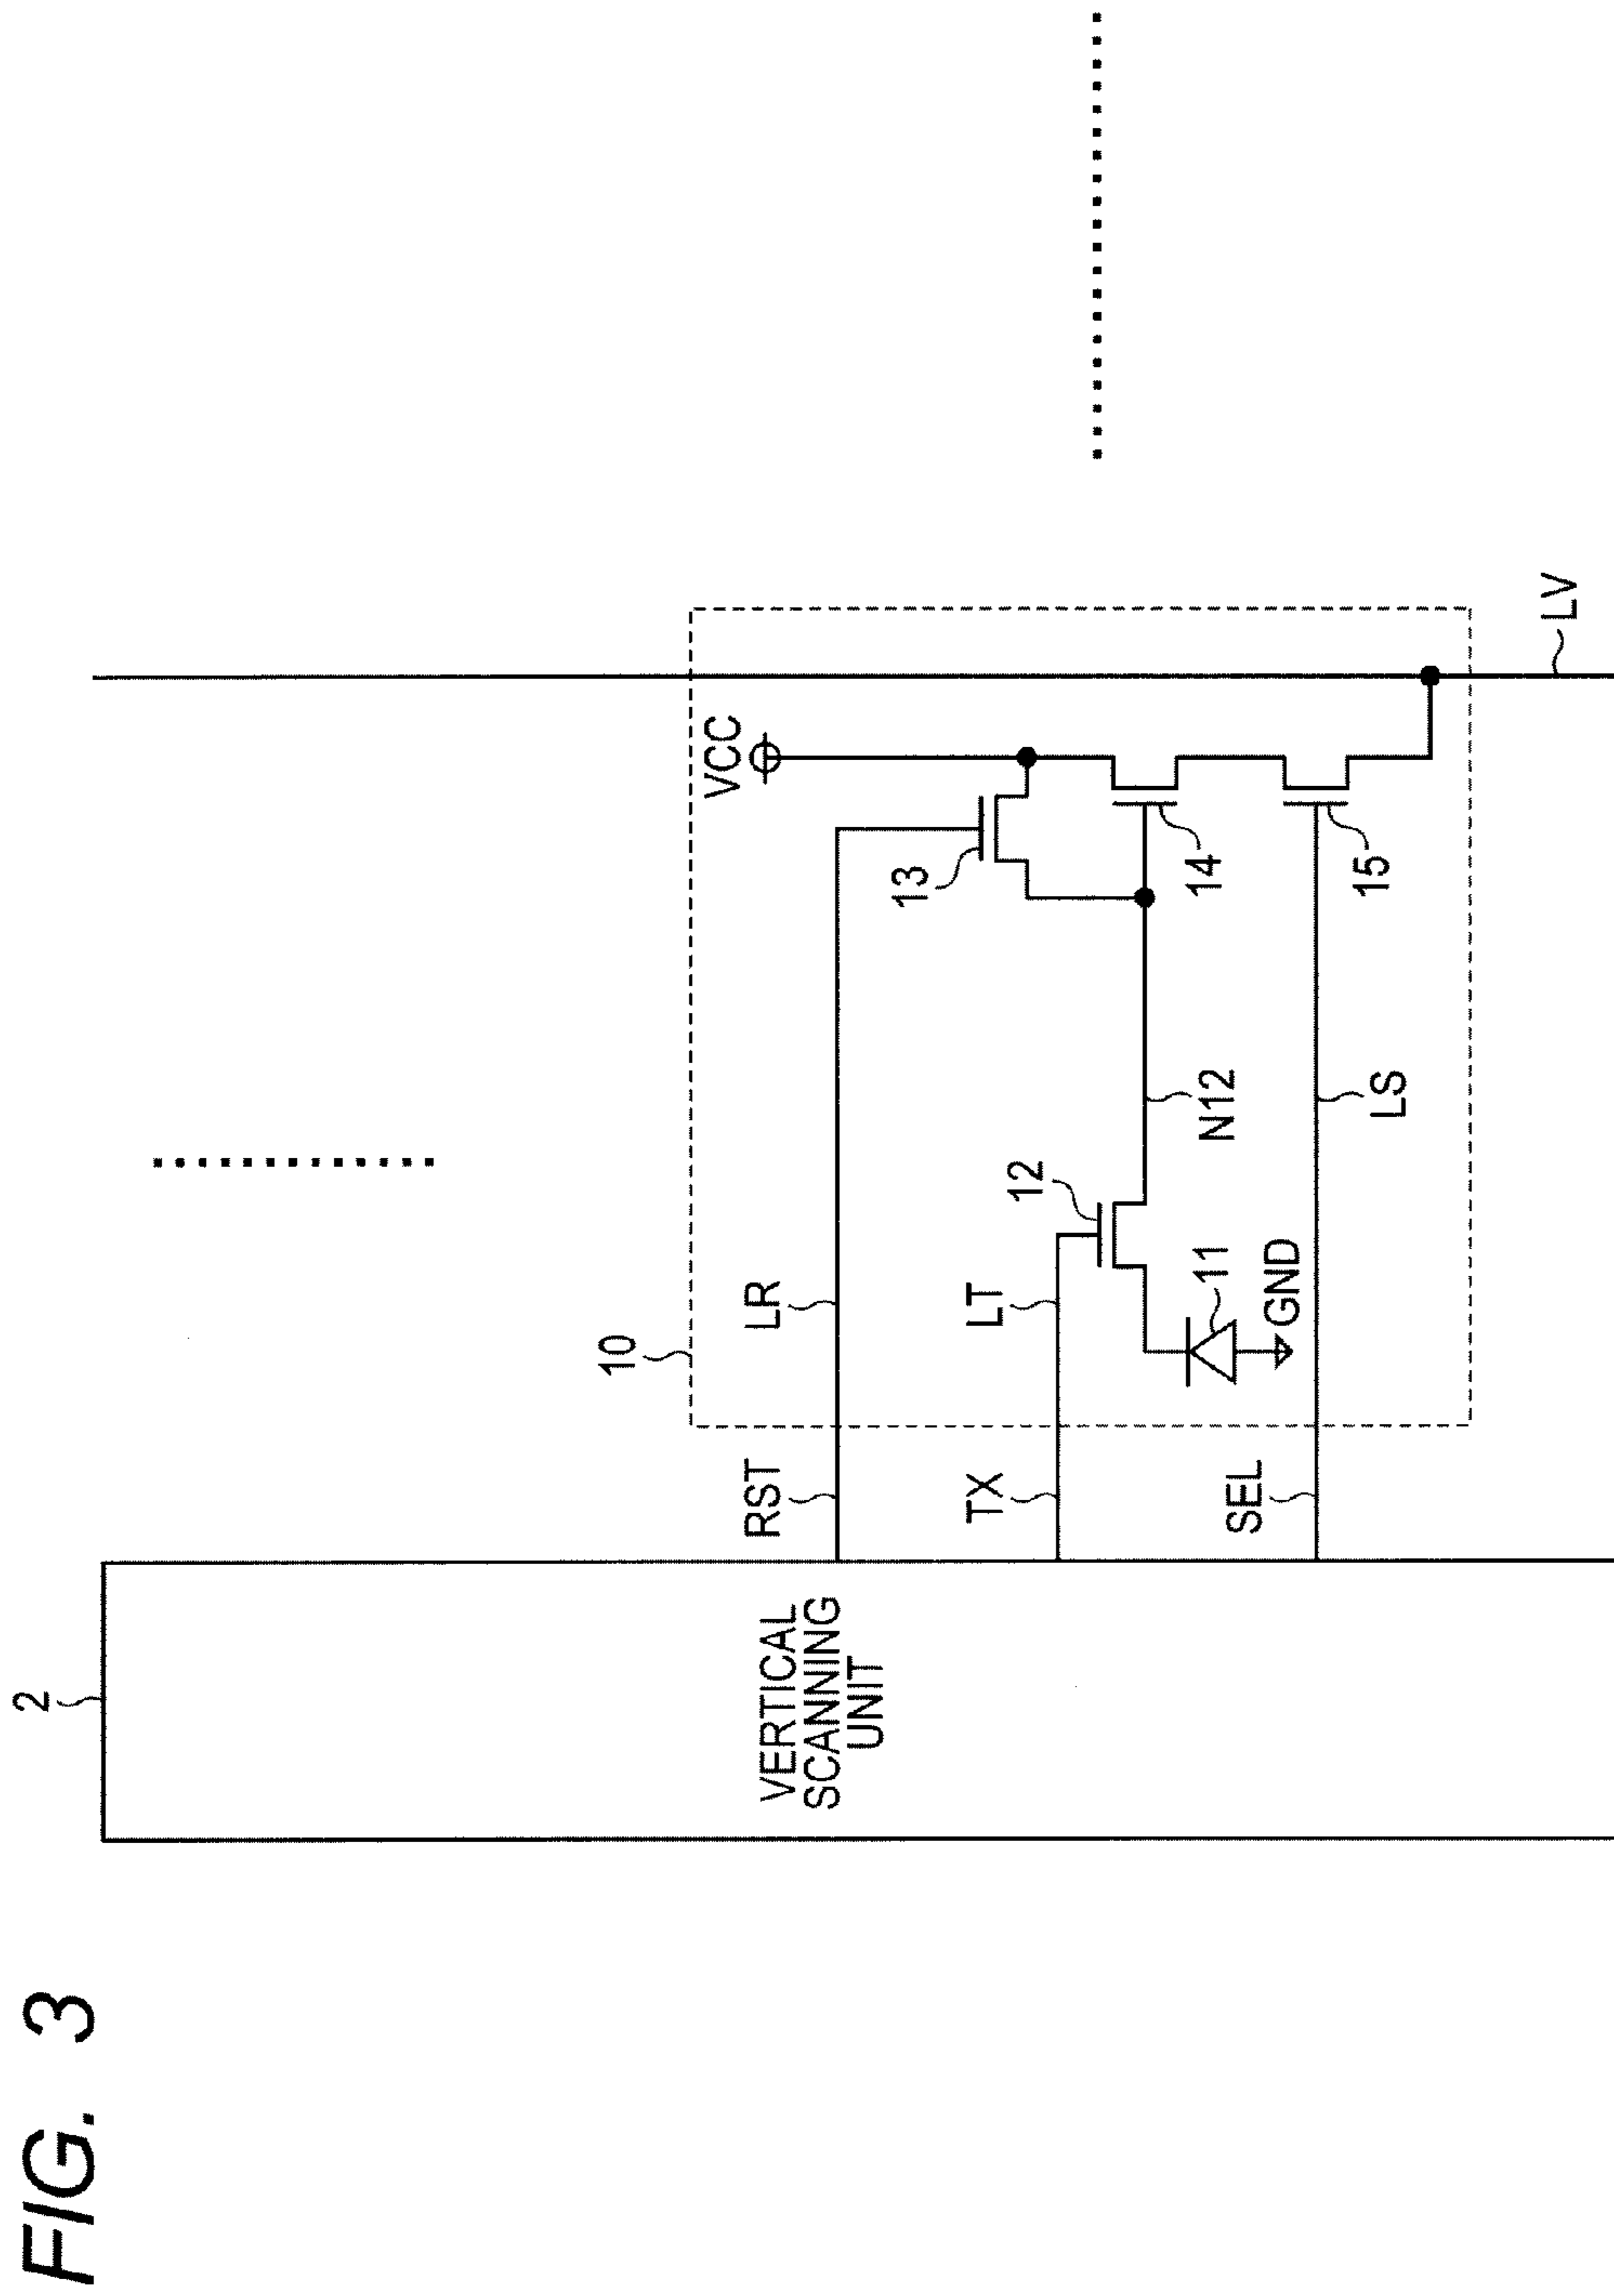 FIG. 3
2
VERTICAL
SCANNING
UNIT
10
RST
LR
VCC
13
TX
LT
12
N12
14
11
GND
SEL
LS
15
LV